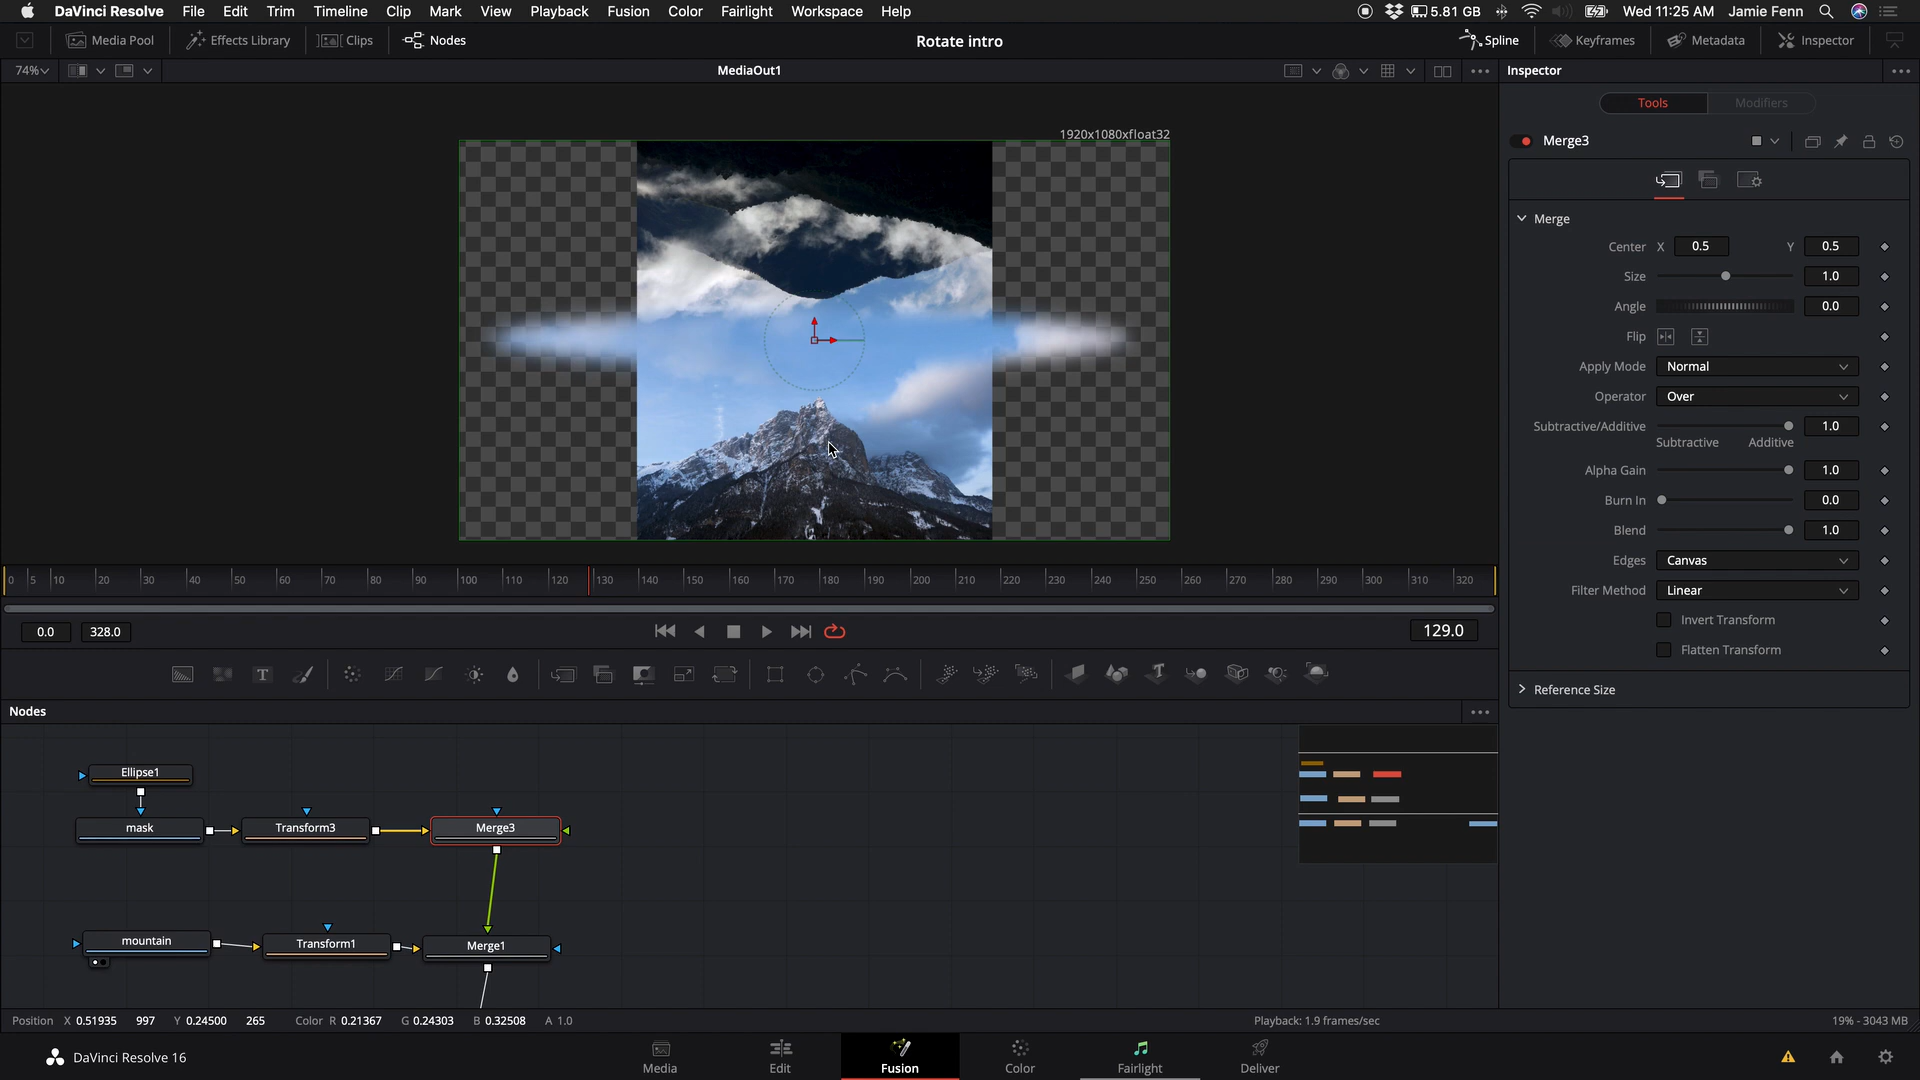 DaVinci Resolve File Edit Trim Timeline Clip Mark View Playback Fusion Color Fairlight Workspace Help 5.81 GB Wed 11:25 AM Jamie Fenn
Media Pool Effects Library Clips Nodes Rotate intro Spline Keyframes Metadata Inspector
74% MediaOut1 Inspector
Tools Modifiers
1920x1080xfloat32
Merge3
Merge
Center X 0.5 Y 0.5
Size 1.0
Angle 0.0
Flip
Apply Mode Normal
Operator Over
Subtractive/Additive 1.0
Subtractive Additive
Alpha Gain 1.0
Burn In 0.0
Blend 1.0
Edges Canvas
Filter Method Linear
Invert Transform
Flatten Transform
Reference Size
0 5 10 20 30 40 50 60 70 80 90 100 110 120 130 140 150 160 170 180 190 200 210 220 230 240 250 260 270 280 290 300 310 320
0.0 328.0 129.0
Nodes
Ellipse1
mask Transform3 Merge3
mountain Transform1 Merge1
Position X 0.51935 997 Y 0.24500 265 Color R 0.21367 G 0.24303 B 0.32508 A 1.0 Playback: 1.9 frames/sec 19% - 3043 MB
DaVinci Resolve 16 Media Edit Fusion Color Fairlight Deliver